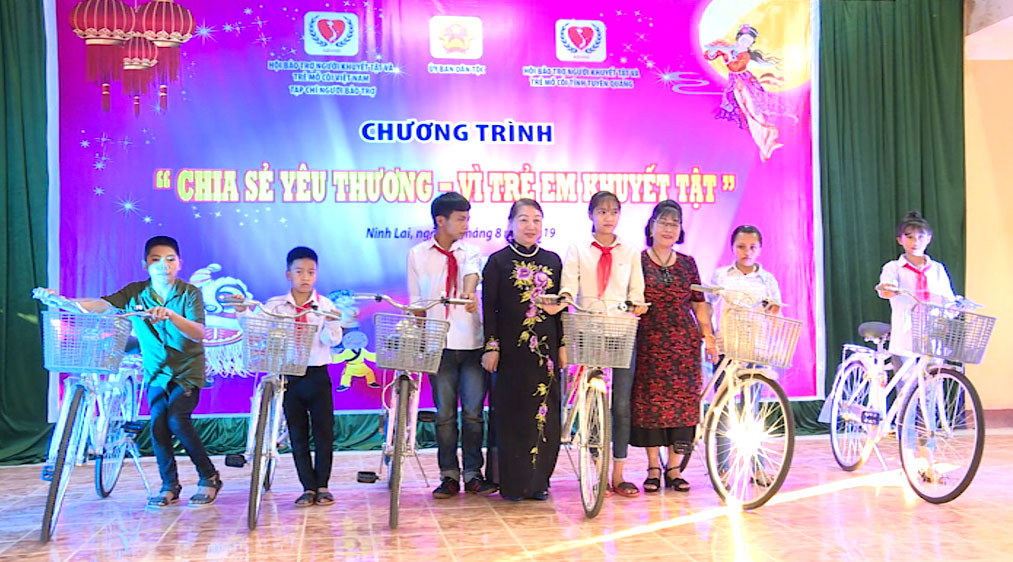 HỘI BẢO TRỢ NGƯỜI KHUYẾT TẬT VÀ
TRẺ MỒ CÔI VIỆT NAM
TẠP CHÍ NGƯỜI BẢO TRỢ
ỦY BAN DÂN TỘC
HỘI BẢO TRỢ NGƯỜI KHUYẾT TẬT VÀ
TRẺ MỒ CÔI TỈNH TUYÊN QUANG
CHƯƠNG TRÌNH
“ CHIA SẺ YÊU THƯƠNG - VÌ TRẺ EM KHUYẾT TẬT ”
Ninh Lai, 8 19